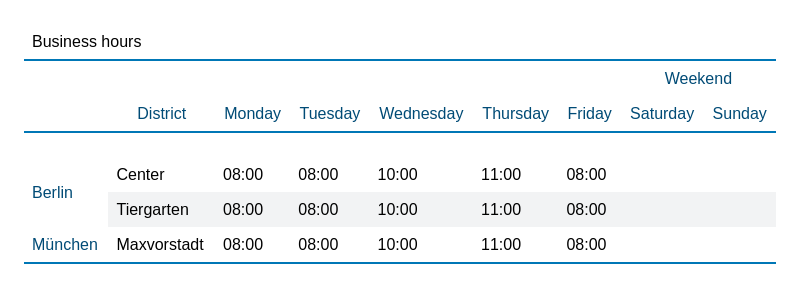 Business hours
Weekend
District Monday Tuesday Wednesday Thursday Friday Saturday Sunday
Center 08:00 08:00 10:00 11:00 08:00
Berlin
Tiergarten 08:00 08:00 10:00 11:00 08:00
München Maxvorstadt 08:00 08:00 10:00 11:00 08:00